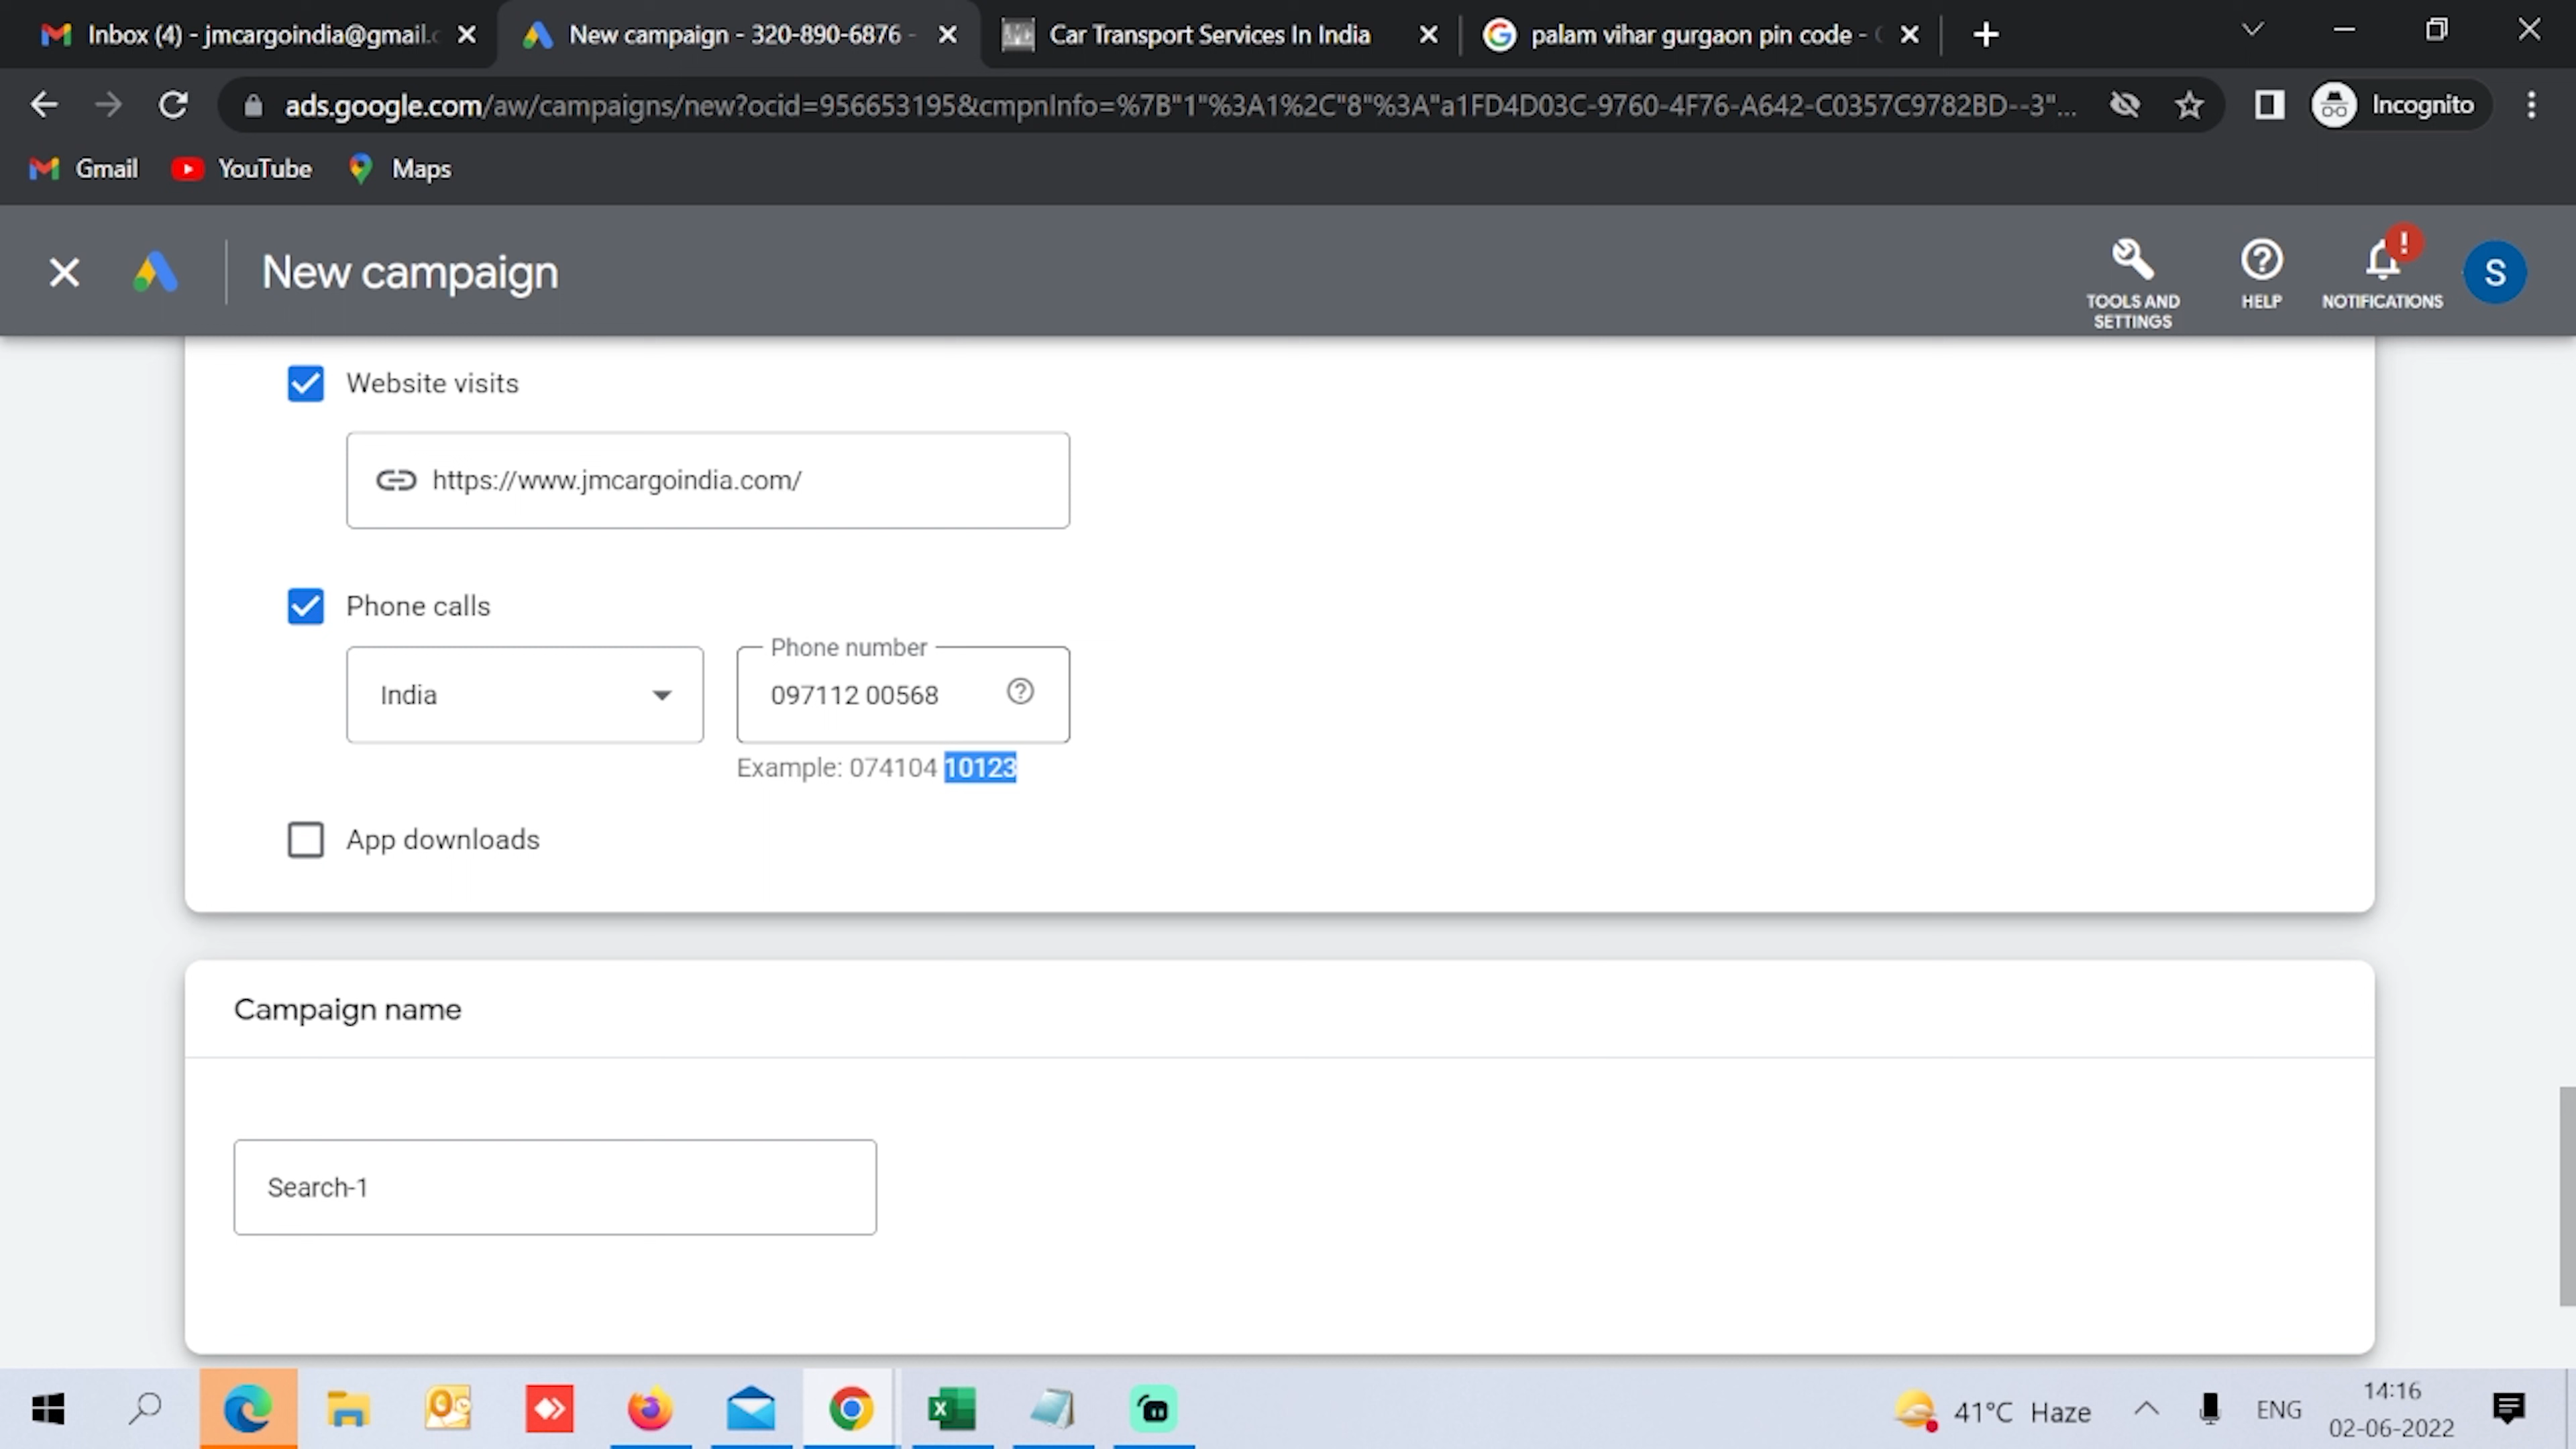 Inbox (4) - jmcargoindia@gmail.c
New campaign - 320-890-6876 -
Car Transport Services In India
palam vihar gurgaon pin code -
ads.google.com/aw/campaigns/new?ocid=956653195&cmpnInfo=%7B"1"%3A1%2C"8"%3A"a1FD4D03C-9760-4F76-A642-C0357C9782BD--3"...
Incognito
Gmail
YouTube
Maps
New campaign
TOOLS AND
SETTINGS
HELP
!
NOTIFICATIONS
S
Website visits
https://www.jmcargoindia.com/
Phone calls
India
Phone number
097112 00568
Example: 074104 10123
App downloads
Campaign name
Search-1
41°C Haze
ENG
14:16
02-06-2022